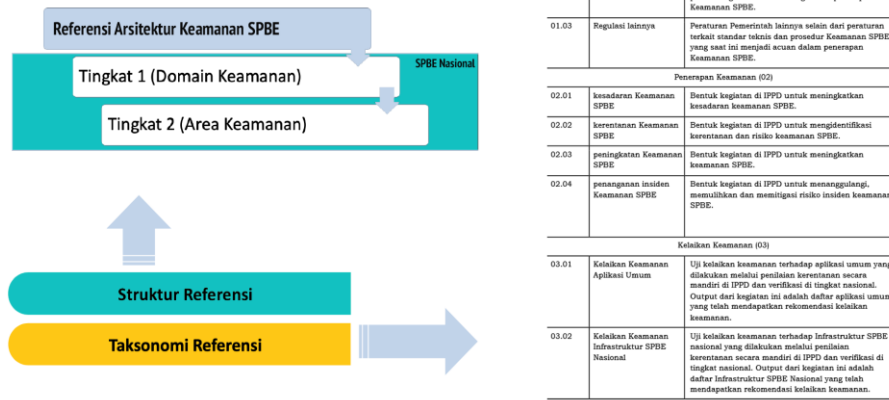 Referensi Arsitektur Keamanan SPBE
SPBE Nasional
Tingkat 1 (Domain Keamanan)
Tingkat 2 (Area Keamanan)
Struktur Referensi
Taksonomi Referensi
Keamanan SPBE.
01.03 Regulasi lainnya Peraturan Pemerintah lainnya selain dari peraturan
terkait standar teknis dan prosedur Keamanan SPBE
yang saat ini menjadi acuan dalam penerapan
Keamanan SPBE.
Penerapan Keamanan (02)
02.01 kesadaran Keamanan Bentuk kegiatan di IPPD untuk meningkatkan
SPBE kesadaran keamanan SPBE.
02.02 kerentanan Keamanan Bentuk kegiatan di IPPD untuk mengidentifikasi
SPBE kerentanan dan risiko keamanan SPBE.
02.03 peningkatan Keamanan Bentuk kegiatan di IPPD untuk meningkatkan
SPBE keamanan SPBE.
02.04 penanganan insiden Bentuk kegiatan di IPPD untuk menanggulangi,
Keamanan SPBE memulihkan dan memitigasi risiko insiden keamanan
SPBE.
Kelaikan Keamanan (03)
03.01 Kelaikan Keamanan Uji kelaikan keamanan terhadap aplikasi umum yang
Aplikasi Umum dilakukan melalui penilaian kerentanan secara
mandiri di IPPD dan verifikasi di tingkat nasional.
Output dari kegiatan ini adalah daftar aplikasi umum
yang telah mendapatkan rekomendasi kelaikan
keamanan.
03.02 Kelaikan Keamanan Uji kelaikan keamanan terhadap Infrastruktur SPBE
Infrastruktur SPBE nasional yang dilakukan melalui penilaian
Nasional kerentanan secara mandiri di IPPD dan verifikasi di
tingkat nasional. Output dari kegiatan ini adalah
daftar Infrastruktur SPBE Nasional yang telah
mendapatkan rekomendasi kelaikan keamanan.